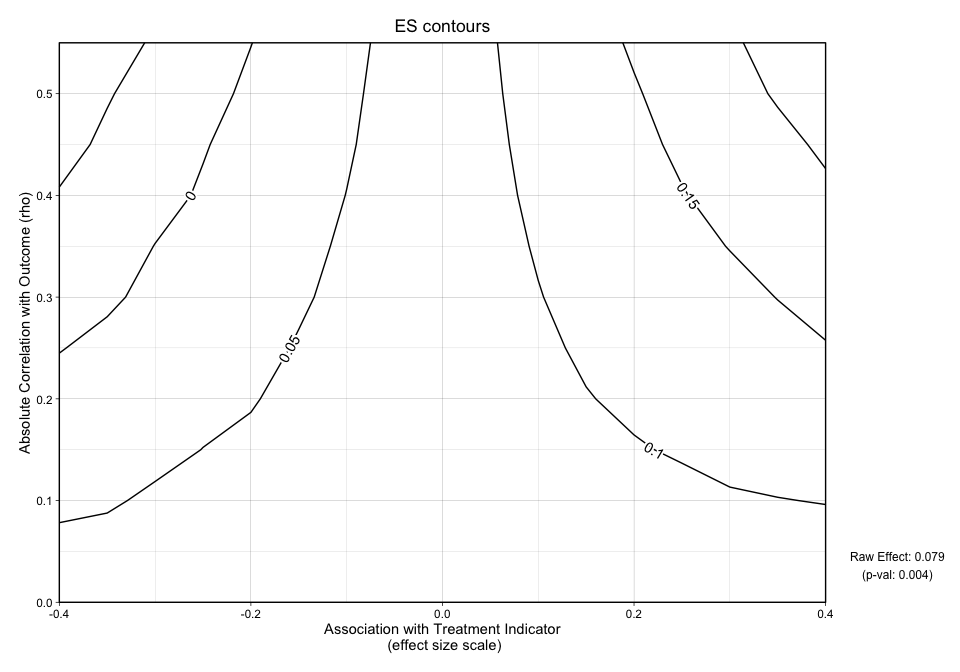 ES contours
Absolute Correlation with Outcome (rho)
0.5
0.4
0.3
0.2
0.1
0.0
0
0.05
0.15
0.1
-0.4
-0.2
0.0
0.2
0.4
Association with Treatment Indicator
(effect size scale)
Raw Effect: 0.079
(p-val: 0.004)